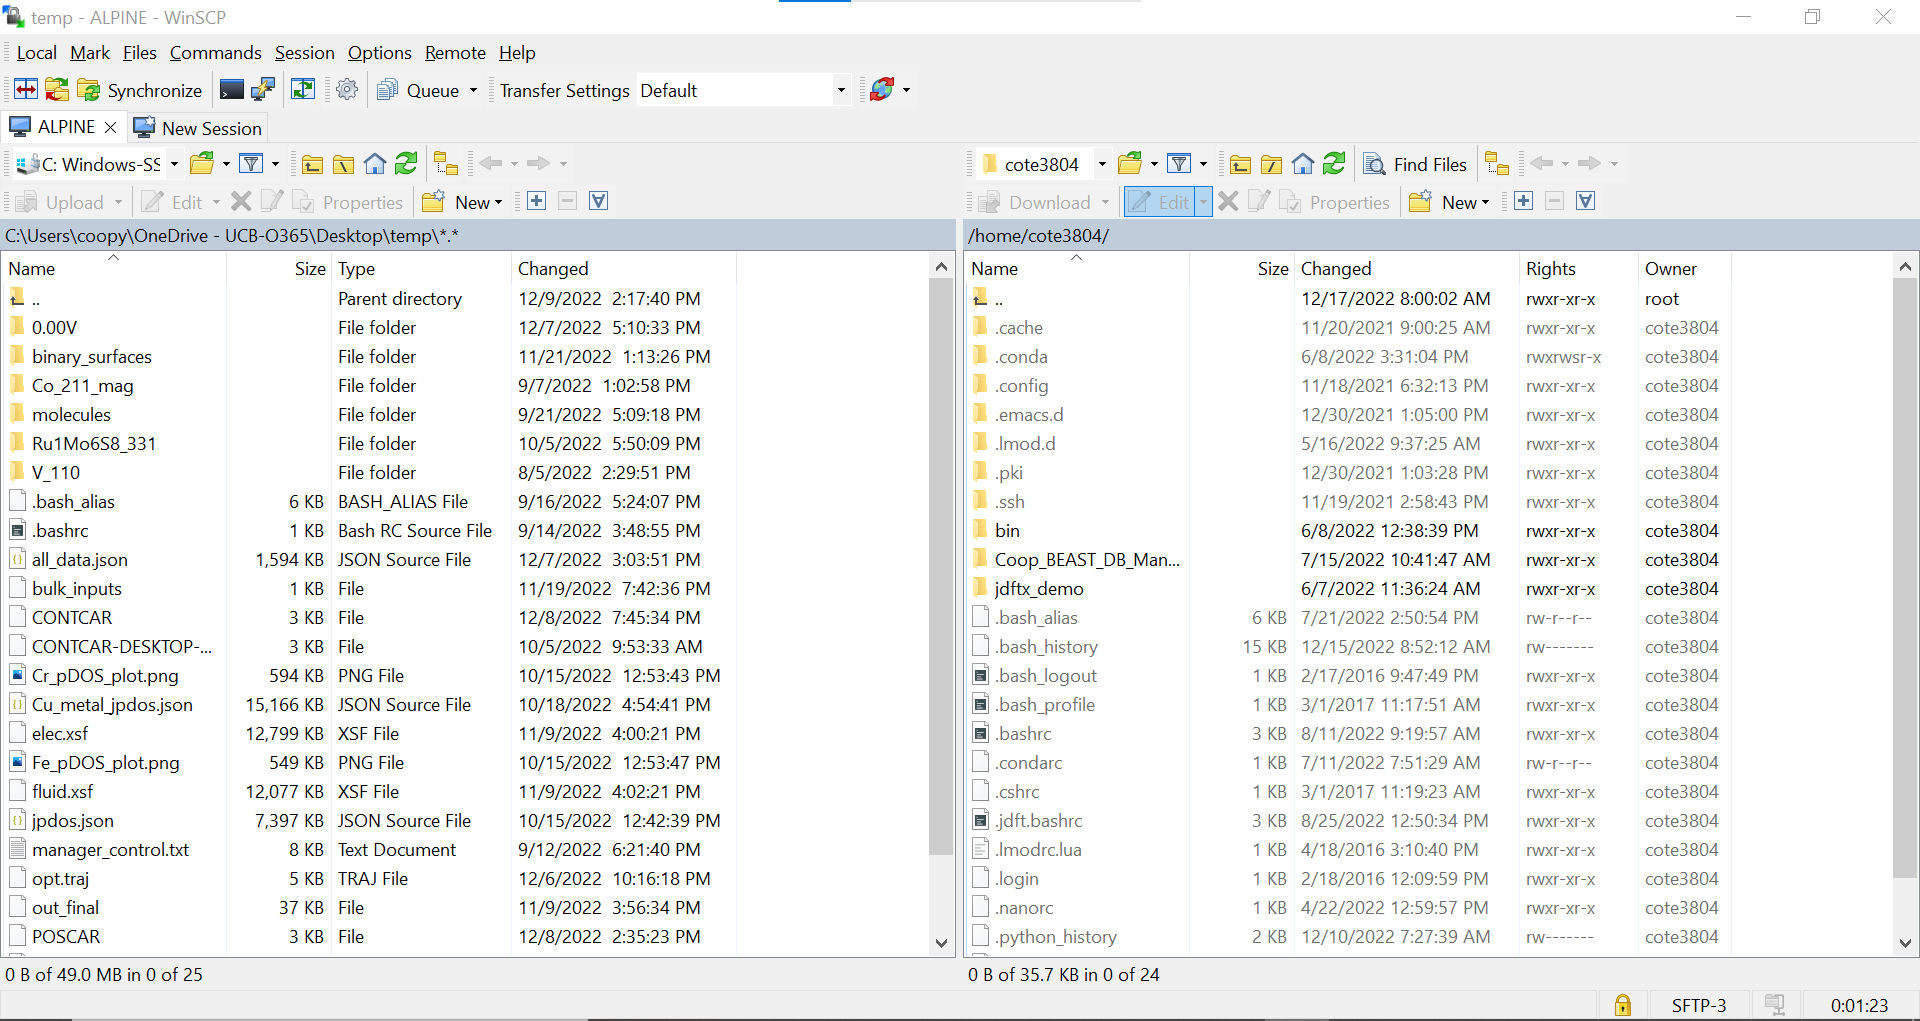 temp - ALPINE - WinSCP
Local Mark Files Commands Session Options Remote Help
Synchronize Queue Transfer Settings Default
ALPINE New Session
C: Windows-SS cote3804 Find Files
Upload Edit Properties New Download Edit Properties New
C:\Users\coopy\OneDrive - UCB-O365\Desktop\temp\*.* /home/cote3804/
Name Size Type Changed
.. Parent directory 12/9/2022 2:17:40 PM
0.00V File folder 12/7/2022 5:10:33 PM
binary_surfaces File folder 11/21/2022 1:13:26 PM
Co_211_mag File folder 9/7/2022 1:02:58 PM
molecules File folder 9/21/2022 5:09:18 PM
Ru1Mo6S8_331 File folder 10/5/2022 5:50:09 PM
V_110 File folder 8/5/2022 2:29:51 PM
.bash_alias 6 KB BASH_ALIAS File 9/16/2022 5:24:07 PM
.bashrc 1 KB Bash RC Source File 9/14/2022 3:48:55 PM
all_data.json 1,594 KB JSON Source File 12/7/2022 3:03:51 PM
bulk_inputs 1 KB File 11/19/2022 7:42:36 PM
CONTCAR 3 KB File 12/8/2022 7:45:34 PM
CONTCAR-DESKTOP-... 3 KB File 10/5/2022 9:53:33 AM
Cr_pDOS_plot.png 594 KB PNG File 10/15/2022 12:53:43 PM
Cu_metal_jpdos.json 15,166 KB JSON Source File 10/18/2022 4:54:41 PM
elec.xsf 12,799 KB XSF File 11/9/2022 4:00:21 PM
Fe_pDOS_plot.png 549 KB PNG File 10/15/2022 12:53:47 PM
fluid.xsf 12,077 KB XSF File 11/9/2022 4:02:21 PM
jpdos.json 7,397 KB JSON Source File 10/15/2022 12:42:39 PM
manager_control.txt 8 KB Text Document 9/12/2022 6:21:40 PM
opt.traj 5 KB TRAJ File 12/6/2022 10:16:18 PM
out_final 37 KB File 11/9/2022 3:56:34 PM
POSCAR 3 KB File 12/8/2022 2:35:23 PM
0 B of 49.0 MB in 0 of 25
Name Size Changed Rights Owner
.. 12/17/2022 8:00:02 AM rwxr-xr-x root
.cache 11/20/2021 9:00:25 AM rwxr-xr-x cote3804
.conda 6/8/2022 3:31:04 PM rwxrwsr-x cote3804
.config 11/18/2021 6:32:13 PM rwxr-xr-x cote3804
.emacs.d 12/30/2021 1:05:00 PM rwxr-xr-x cote3804
.lmod.d 5/16/2022 9:37:25 AM rwxr-xr-x cote3804
.pki 12/30/2021 1:03:28 PM rwxr-xr-x cote3804
.ssh 11/19/2021 2:58:43 PM rwxr-xr-x cote3804
bin 6/8/2022 12:38:39 PM rwxr-xr-x cote3804
Coop_BEAST_DB_Man... 7/15/2022 10:41:47 AM rwxr-xr-x cote3804
jdftx_demo 6/7/2022 11:36:24 AM rwxr-xr-x cote3804
.bash_alias 6 KB 7/21/2022 2:50:54 PM rw-r--r-- cote3804
.bash_history 15 KB 12/15/2022 8:52:12 AM rw------- cote3804
.bash_logout 1 KB 2/17/2016 9:47:49 PM rwxr-xr-x cote3804
.bash_profile 1 KB 3/1/2017 11:17:51 AM rwxr-xr-x cote3804
.bashrc 3 KB 8/11/2022 9:19:57 AM rwxr-xr-x cote3804
.condarc 1 KB 7/11/2022 7:51:29 AM rw-r--r-- cote3804
.cshrc 1 KB 3/1/2017 11:19:23 AM rwxr-xr-x cote3804
.jdft.bashrc 3 KB 8/25/2022 12:50:34 PM rwxr-xr-x cote3804
.lmodrc.lua 1 KB 4/18/2016 3:10:40 PM rwxr-xr-x cote3804
.login 1 KB 2/18/2016 12:09:59 PM rwxr-xr-x cote3804
.nanorc 1 KB 4/22/2022 12:59:57 PM rwxr-xr-x cote3804
.python_history 2 KB 12/10/2022 7:27:39 AM rw------- cote3804
0 B of 35.7 KB in 0 of 24
SFTP-3 0:01:23